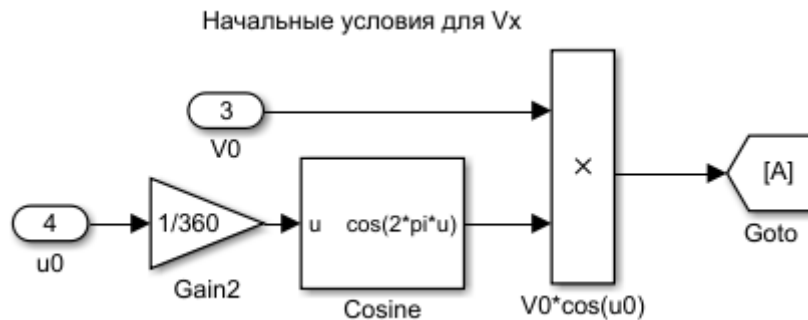 Начальные условия для Vx
3
V0
4
u0
1/360
Gain2
u cos(2*pi*u)
Cosine
×
V0*cos(u0)
[A]
Goto